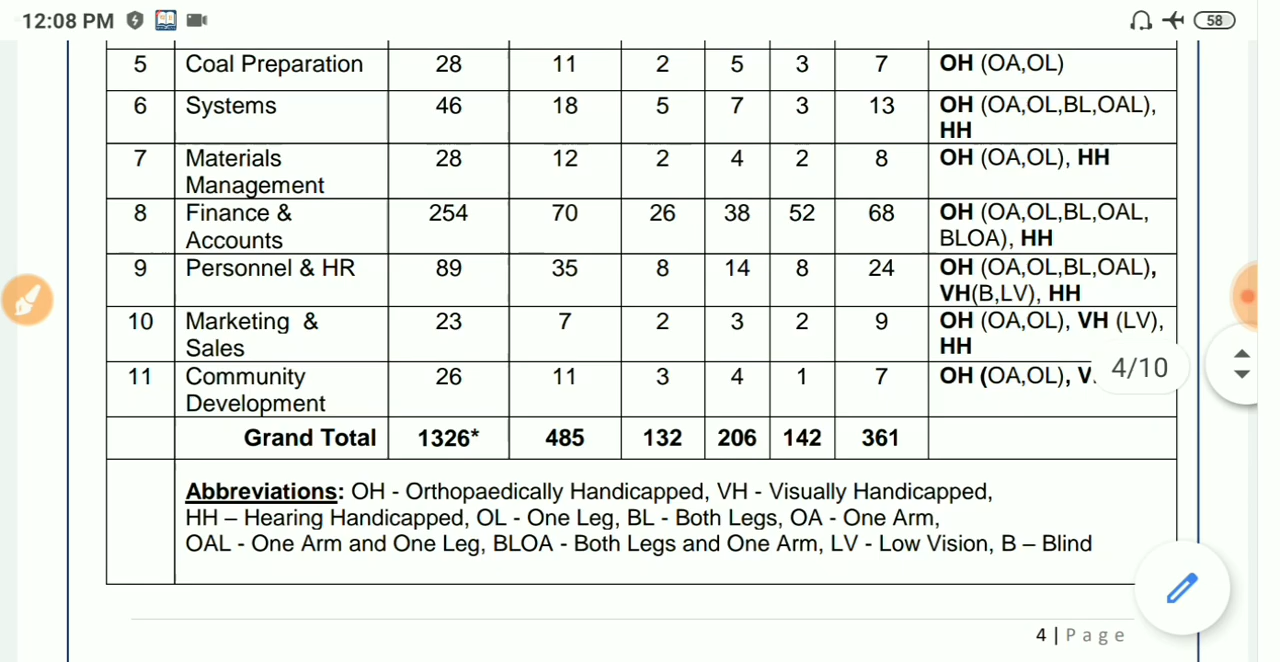 12:08 PM 58
5 Coal Preparation 28 11 2 5 3 7 OH (OA,OL)
6 Systems 46 18 5 7 3 13 OH (OA,OL,BL,OAL),
HH
7 Materials 28 12 2 4 2 8 OH (OA,OL), HH
Management
8 Finance & 254 70 26 38 52 68 OH (OA,OL,BL,OAL,
Accounts BLOA), HH
9 Personnel & HR 89 35 8 14 8 24 OH (OA,OL,BL,OAL),
VH(B,LV), HH
10 Marketing & 23 7 2 3 2 9 OH (OA,OL), VH (LV),
Sales HH
11 Community 26 11 3 4 1 7 OH (OA,OL),
Development
4/10
Grand Total 1326* 485 132 206 142 361
Abbreviations: OH - Orthopaedically Handicapped, VH - Visually Handicapped,
HH – Hearing Handicapped, OL - One Leg, BL - Both Legs, OA - One Arm,
OAL - One Arm and One Leg, BLOA - Both Legs and One Arm, LV - Low Vision, B – Blind
4 | Page